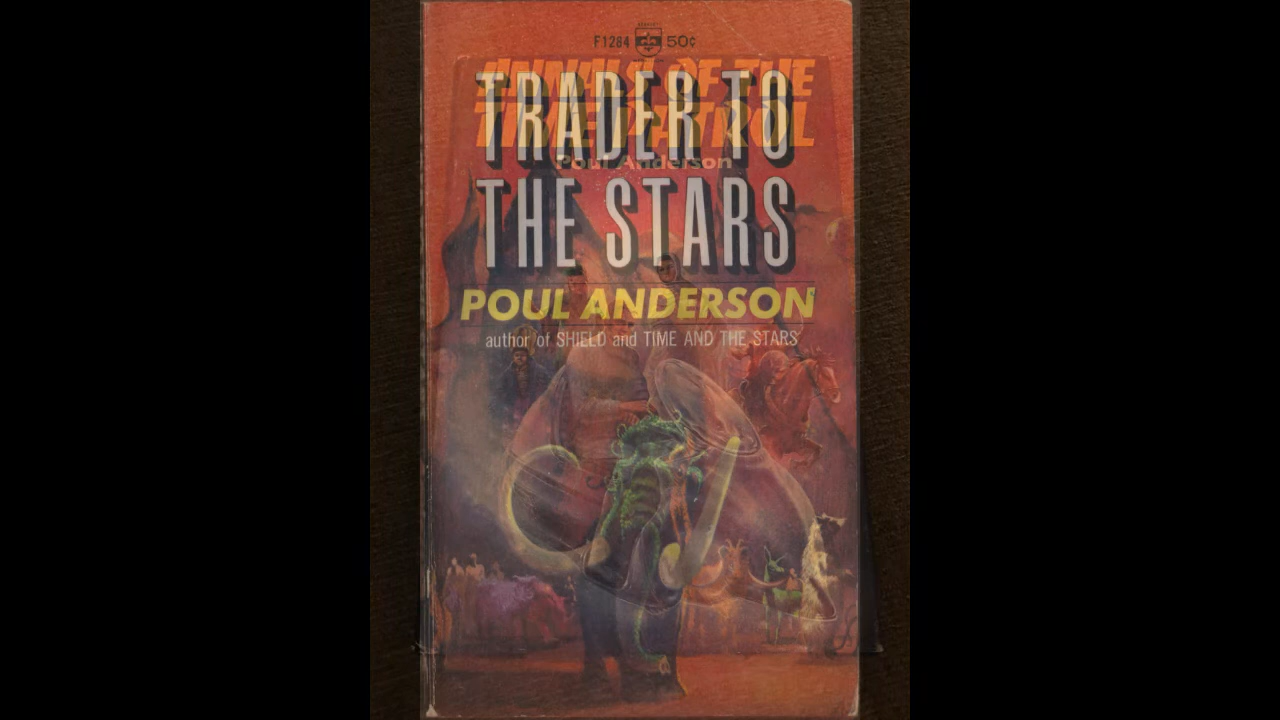 F1284 50¢
ANNALS OF THE
TIME PATROL
Poul Anderson
TRADER TO
THE STARS
POUL ANDERSON
author of SHIELD and TIME AND THE STARS